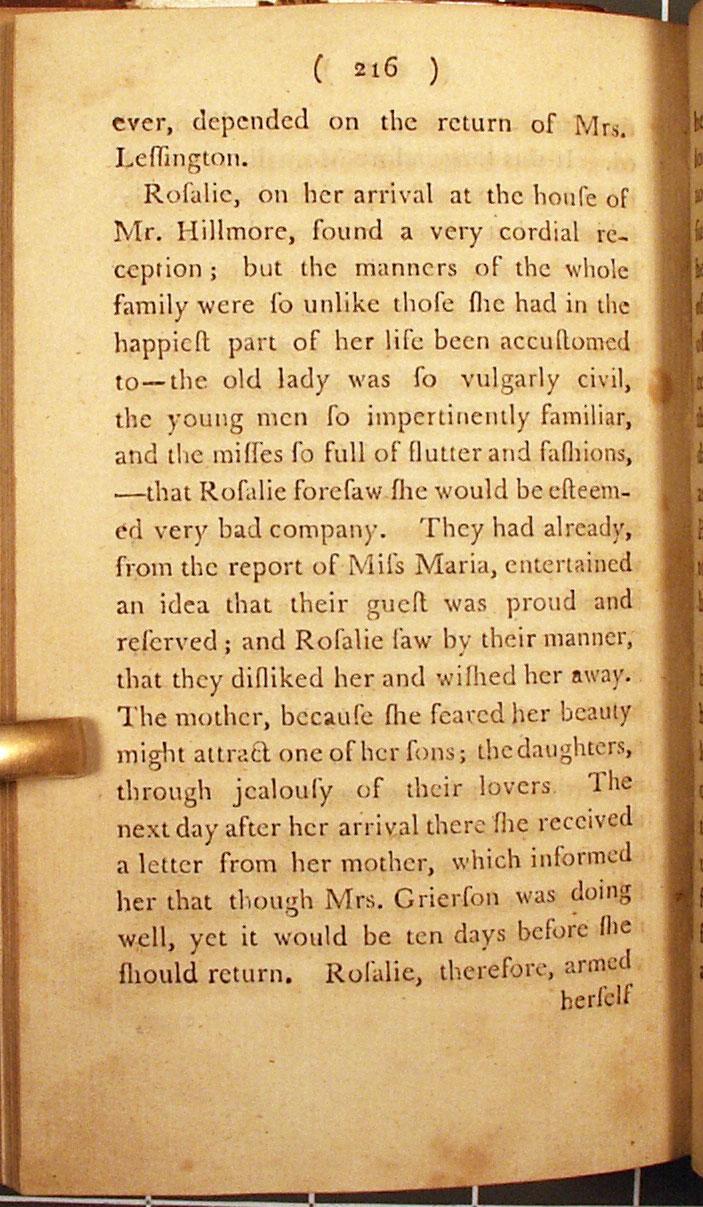 ( 216 )
ever, depended on the return of Mrs.
Leſſington.
Roſalie, on her arrival at the houſe of
Mr. Hillmore, found a very cordial re-
ception; but the manners of the whole
family were ſo unlike thoſe ſhe had in the
happieſt part of her life been accuſtomed
to—the old lady was ſo vulgarly civil,
the young men ſo impertinently familiar,
and the miſſes ſo full of flutter and faſhions,
—that Roſalie foreſaw ſhe would be eſteem-
ed very bad company. They had already,
from the report of Miſs Maria, entertained
an idea that their gueſt was proud and
reſerved; and Roſalie ſaw by their manner,
that they diſliked her and wiſhed her away.
The mother, becauſe ſhe feared her beauty
might attract one of her ſons; the daughters,
through jealouſy of their lovers. The
next day after her arrival there ſhe received
a letter from her mother, which informed
her that though Mrs. Grierſon was doing
well, yet it would be ten days before ſhe
ſhould return. Roſalie, therefore, armed
herſelf